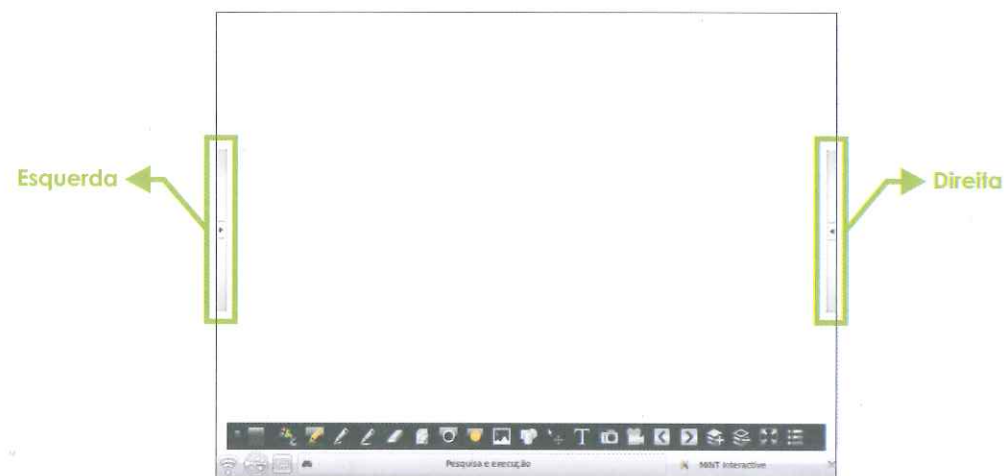 Esquerda
Direita
T
Pesquisa e execução
MINT Interactive